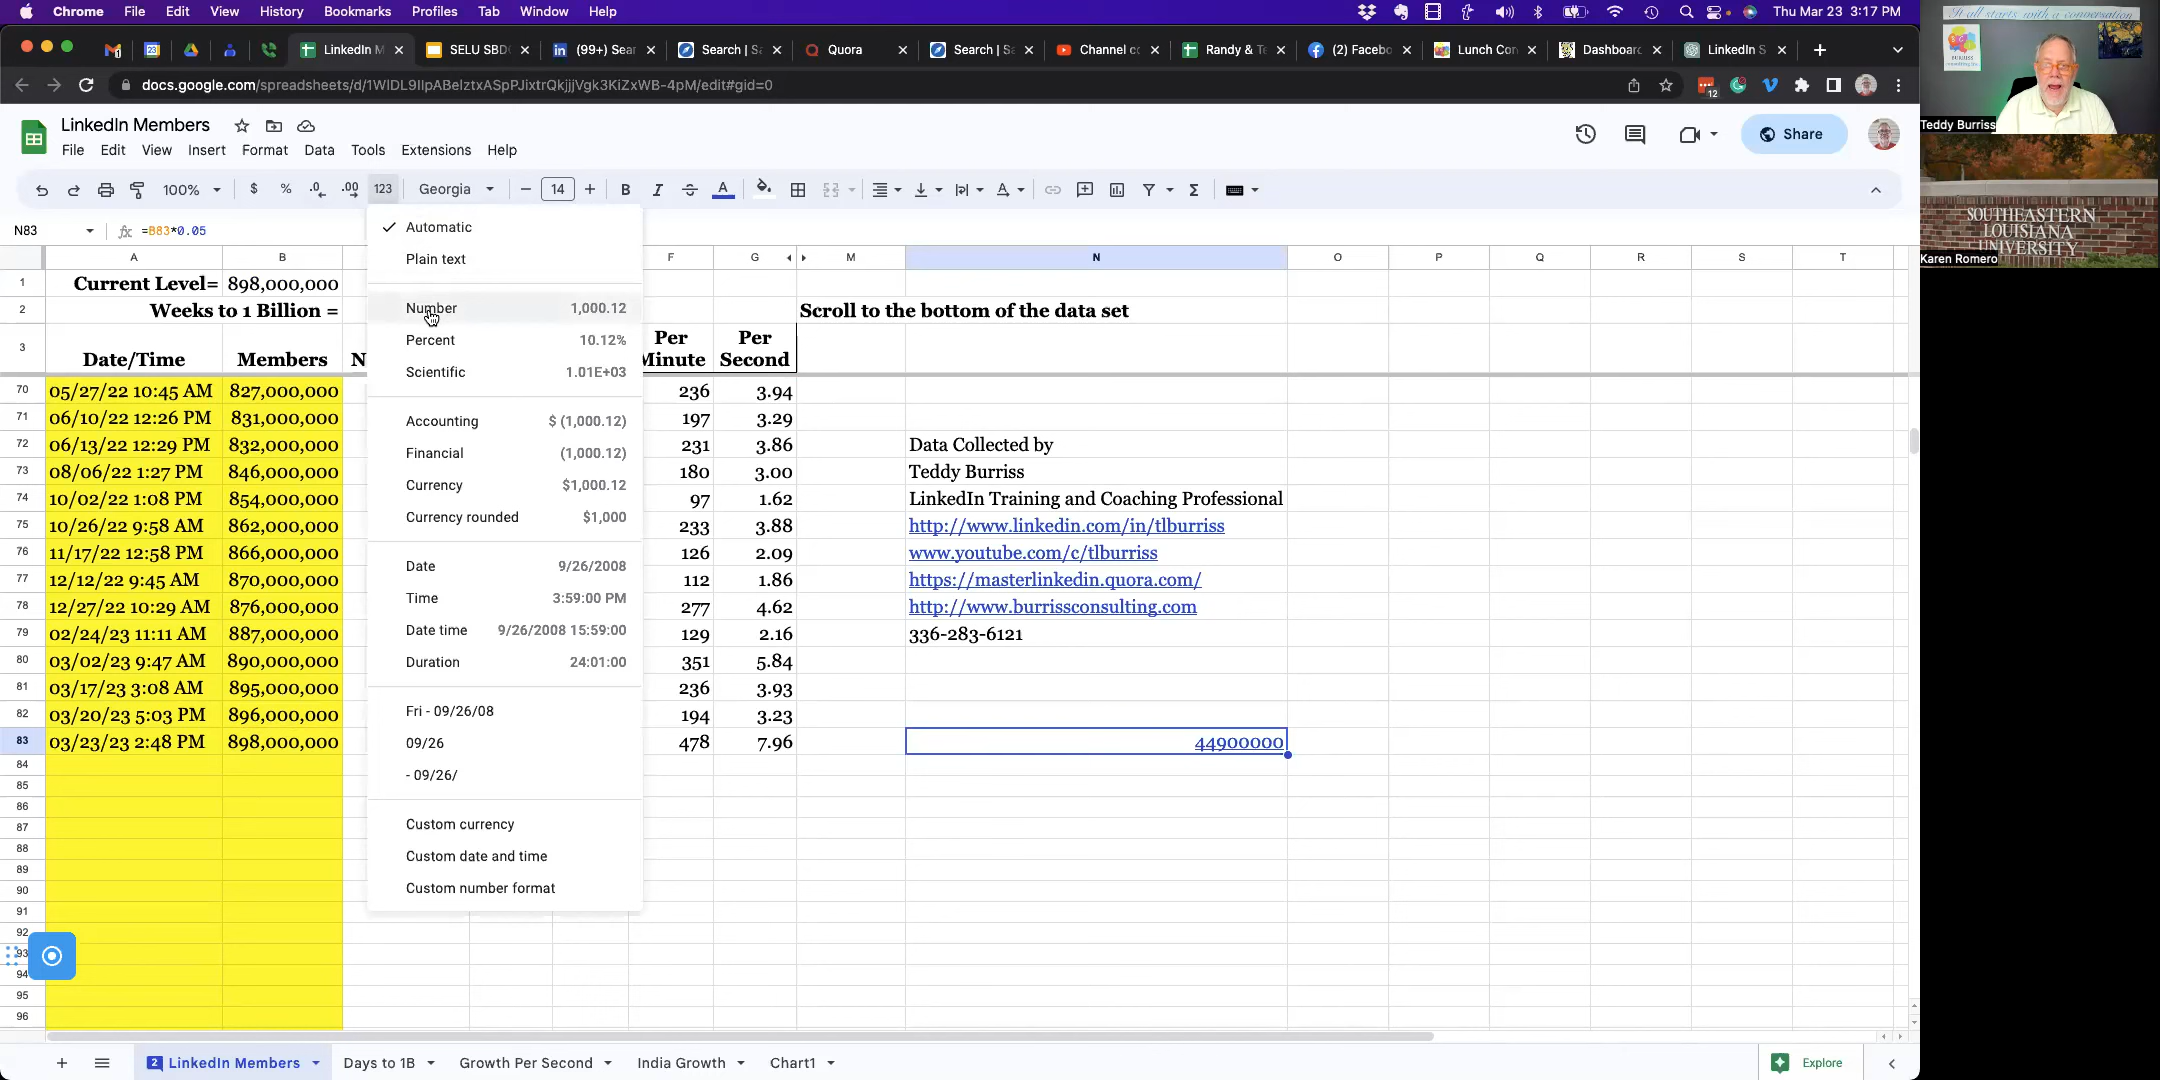 Chrome File Edit View History Bookmarks Profiles Tab Window Help Thu Mar 23 3:17 PM
LinkedIn M SELU SBD (99+) Sear Search | Sa Quora Search | Sa Channel co Randy & Te (2) Facebo Lunch Con Dashboard LinkedIn S
docs.google.com/spreadsheets/d/1WIDL9IlpABelztxASpPJixtrQkjjjVgk3KiZxWB-4pM/edit#gid=0 12
LinkedIn Members
File Edit View Insert Format Data Tools Extensions Help
Share
100% $ % .0 .00 123 Georgia 14 B I A
N83 fx =B83*0.05
A B F G M N O P Q R S T
1 Current Level= 898,000,000
2 Weeks to 1 Billion = Scroll to the bottom of the data set
3 Date/Time Members N Per Minute Per Second
70 05/27/22 10:45 AM 827,000,000 236 3.94
71 06/10/22 12:26 PM 831,000,000 197 3.29
72 06/13/22 12:29 PM 832,000,000 231 3.86 Data Collected by
73 08/06/22 1:27 PM 846,000,000 180 3.00 Teddy Burriss
74 10/02/22 1:08 PM 854,000,000 97 1.62 LinkedIn Training and Coaching Professional
75 10/26/22 9:58 AM 862,000,000 233 3.88 http://www.linkedin.com/in/tlburriss
76 11/17/22 12:58 PM 866,000,000 126 2.09 www.youtube.com/c/tlburriss
77 12/12/22 9:45 AM 870,000,000 112 1.86 https://masterlinkedin.quora.com/
78 12/27/22 10:29 AM 876,000,000 277 4.62 http://www.burrissconsulting.com
79 02/24/23 11:11 AM 887,000,000 129 2.16 336-283-6121
80 03/02/23 9:47 AM 890,000,000 351 5.84
81 03/17/23 3:08 AM 895,000,000 236 3.93
82 03/20/23 5:03 PM 896,000,000 194 3.23
83 03/23/23 2:48 PM 898,000,000 478 7.96 44900000
84
85
86
87
88
89
90
91
92
93
94
95
96
Automatic
Plain text
Number 1,000.12
Percent 10.12%
Scientific 1.01E+03
Accounting $ (1,000.12)
Financial (1,000.12)
Currency $1,000.12
Currency rounded $1,000
Date 9/26/2008
Time 3:59:00 PM
Date time 9/26/2008 15:59:00
Duration 24:01:00
Fri - 09/26/08
09/26
- 09/26/
Custom currency
Custom date and time
Custom number format
2 LinkedIn Members Days to 1B Growth Per Second India Growth Chart1 Explore
It all starts with a conversation
BURRISS
Teddy Burriss
SOUTHEASTERN
LOUISIANA
UNIVERSITY
Karen Romero